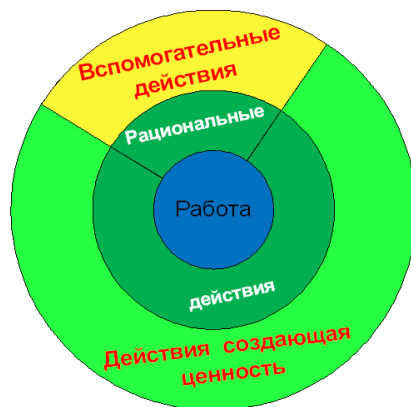 Вспомогательные
действия
Рациональные
Работа
действия
Действия создающая
ценность